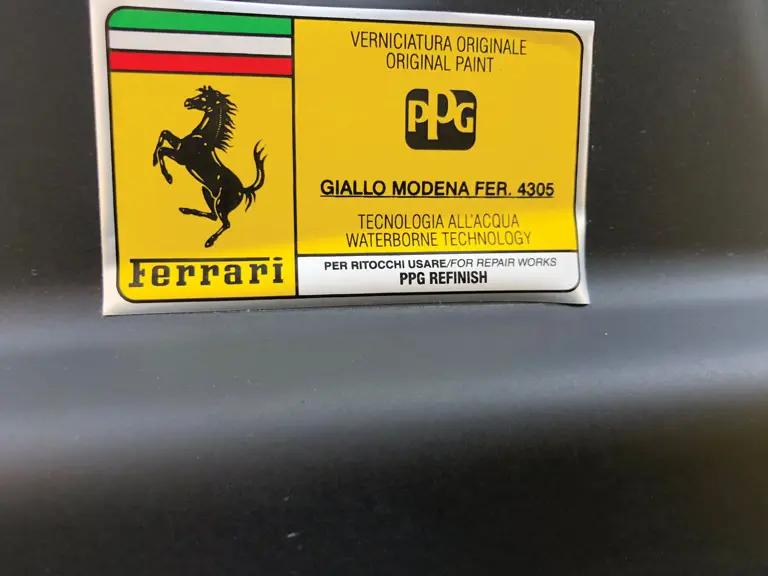 VERNICIATURA ORIGINALE
ORIGINAL PAINT
PPG
GIALLO MODENA FER. 4305
TECNOLOGIA ALL'ACQUA
WATERBORNE TECHNOLOGY
Ferrari
PER RITOCCHI USARE/FOR REPAIR WORKS
PPG REFINISH